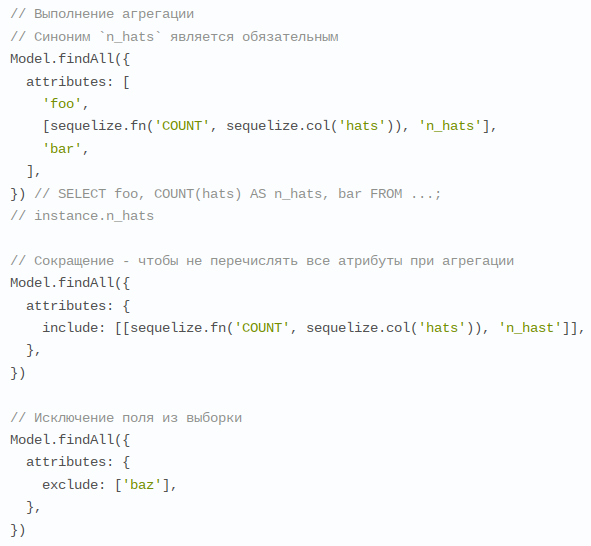 // Выполнение агрегации
// Синоним `n_hats` является обязательным
Model.findAll({
  attributes: [
    'foo',
    [sequelize.fn('COUNT', sequelize.col('hats')), 'n_hats'],
    'bar',
  ],
}) // SELECT foo, COUNT(hats) AS n_hats, bar FROM ...;
// instance.n_hats

// Сокращение - чтобы не перечислять все атрибуты при агрегации
Model.findAll({
  attributes: {
    include: [[sequelize.fn('COUNT', sequelize.col('hats')), 'n_hast']],
  },
})

// Исключение поля из выборки
Model.findAll({
  attributes: {
    exclude: ['baz'],
  },
})